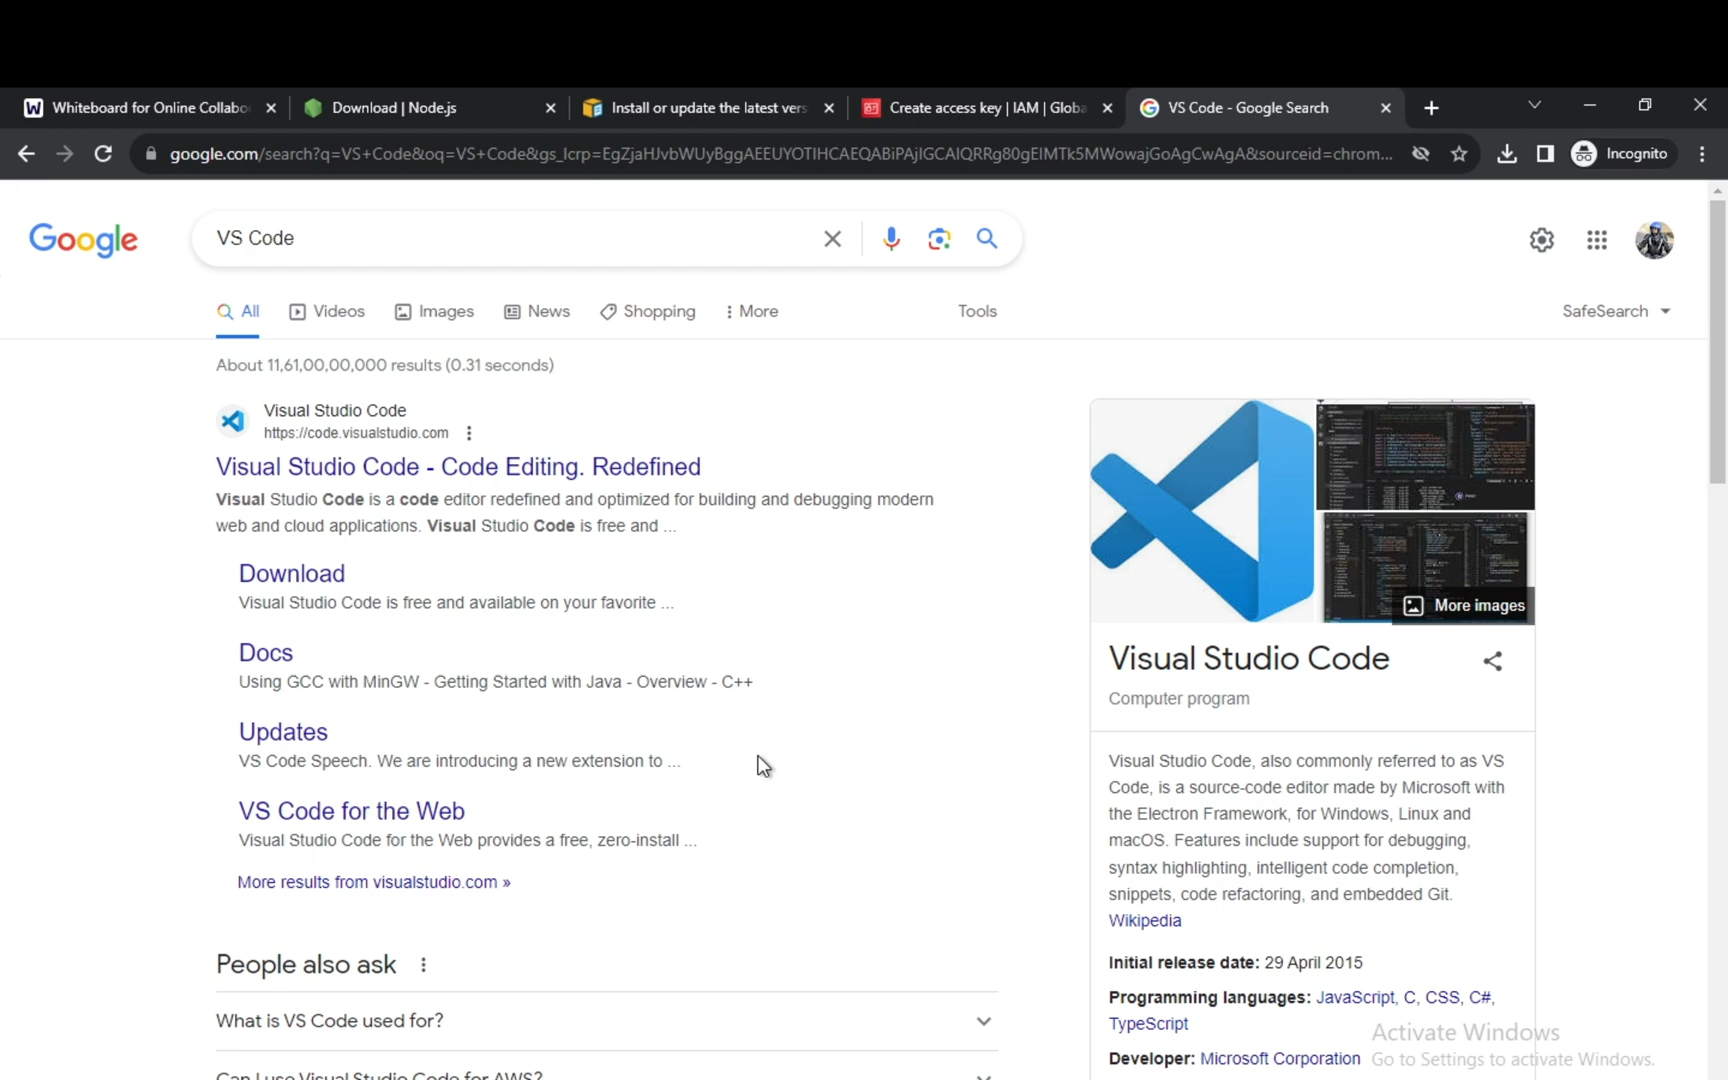 Whiteboard for Online Collabo
Download | Node.js
Install or update the latest vers
Create access key | IAM | Globa
VS Code - Google Search
google.com/search?q=VS+Code&oq=VS+Code&gs_lcrp=EgZjaHJvbWUyBggAEEUYOTIHCAEQABiPAjIGCAIQRRg80gEIMTk5MWowajGoAgCwAgA&sourceid=chrom...
Incognito
Google
VS Code
All
Videos
Images
News
Shopping
More
Tools
SafeSearch
About 11,61,00,00,000 results (0.31 seconds)
Visual Studio Code
https://code.visualstudio.com
Visual Studio Code - Code Editing. Redefined
Visual Studio Code is a code editor redefined and optimized for building and debugging modern
web and cloud applications. Visual Studio Code is free and ...
Download
Visual Studio Code is free and available on your favorite ...
Docs
Using GCC with MinGW - Getting Started with Java - Overview - C++
Updates
VS Code Speech. We are introducing a new extension to ...
VS Code for the Web
Visual Studio Code for the Web provides a free, zero-install ...
More results from visualstudio.com »
People also ask
What is VS Code used for?
Can I use Visual Studio Code for AWS?
More images
Visual Studio Code
Computer program
Visual Studio Code, also commonly referred to as VS
Code, is a source-code editor made by Microsoft with
the Electron Framework, for Windows, Linux and
macOS. Features include support for debugging,
syntax highlighting, intelligent code completion,
snippets, code refactoring, and embedded Git.
Wikipedia
Initial release date: 29 April 2015
Programming languages: JavaScript, C, CSS, C#,
TypeScript
Developer: Microsoft Corporation
Activate Windows
Go to Settings to activate Windows.